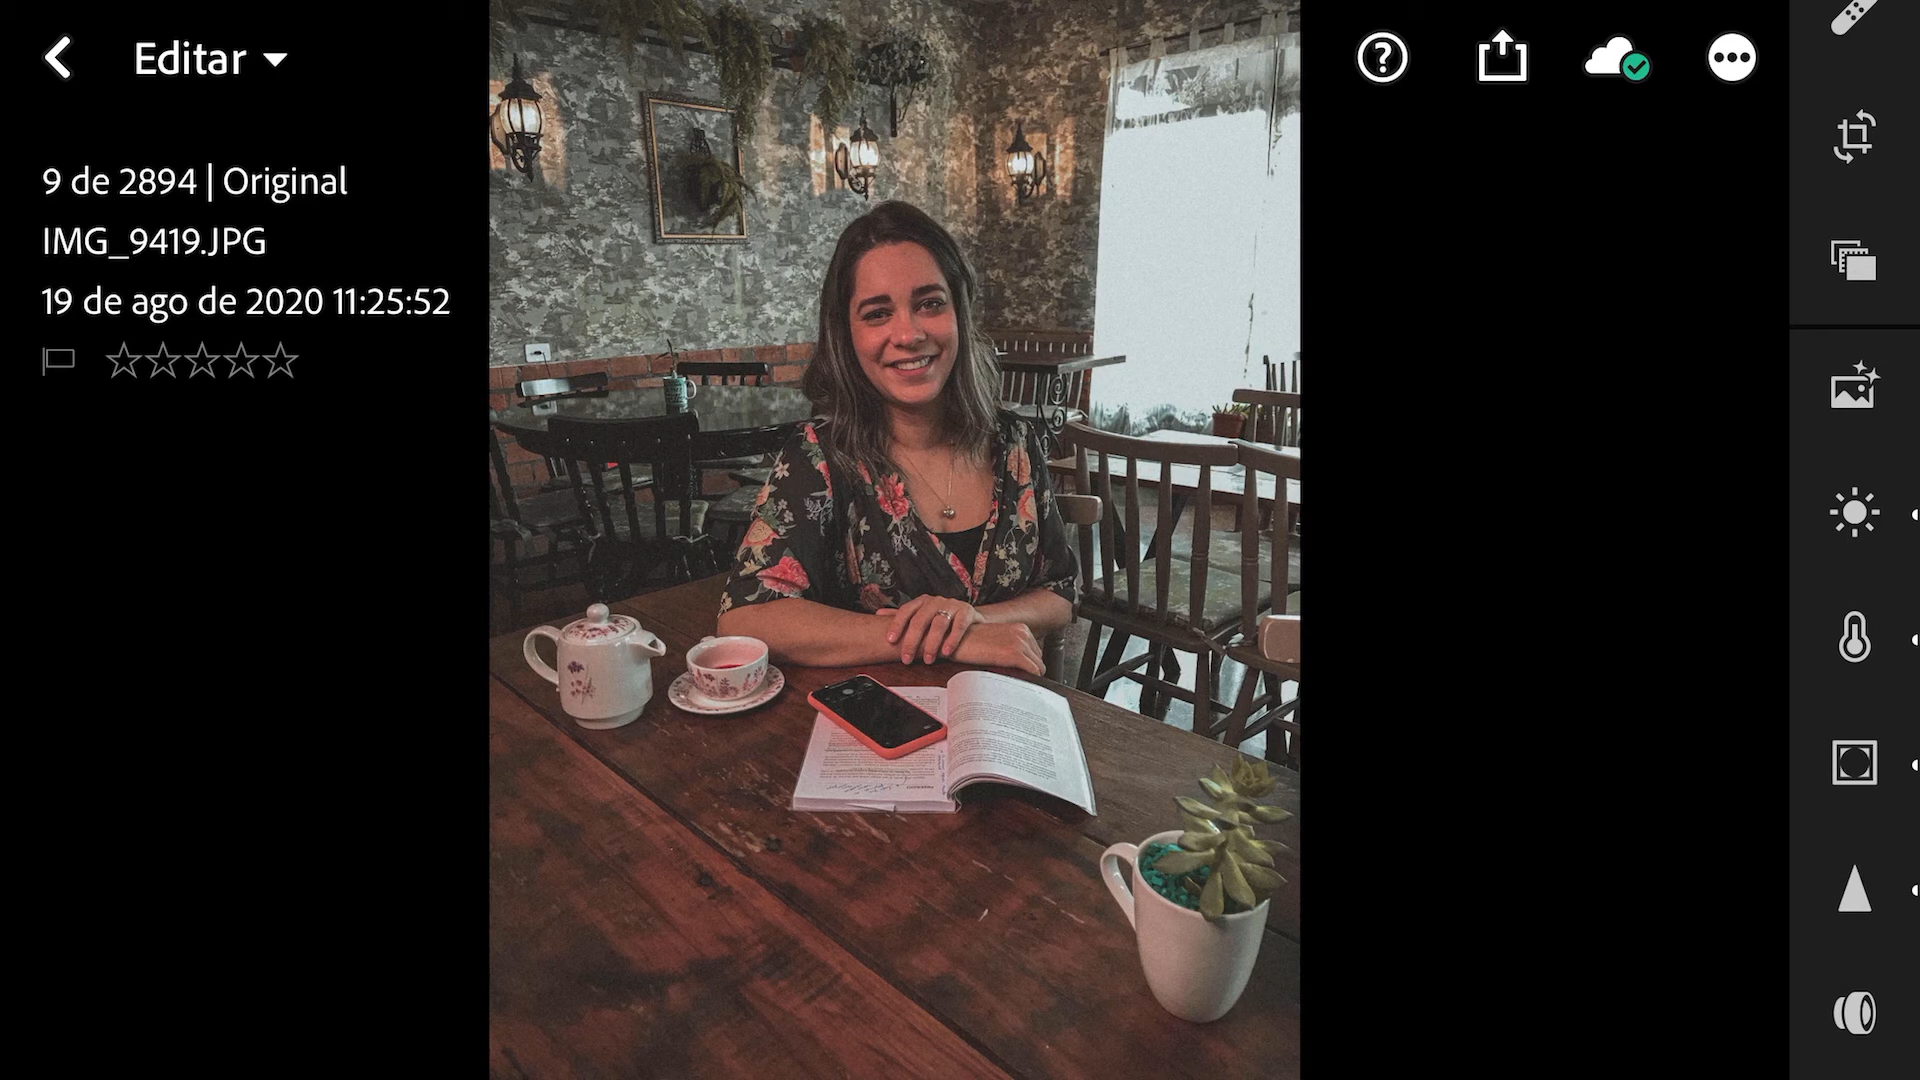 Editar
9 de 2894 | Original
IMG_9419.JPG
19 de ago de 2020 11:25:52